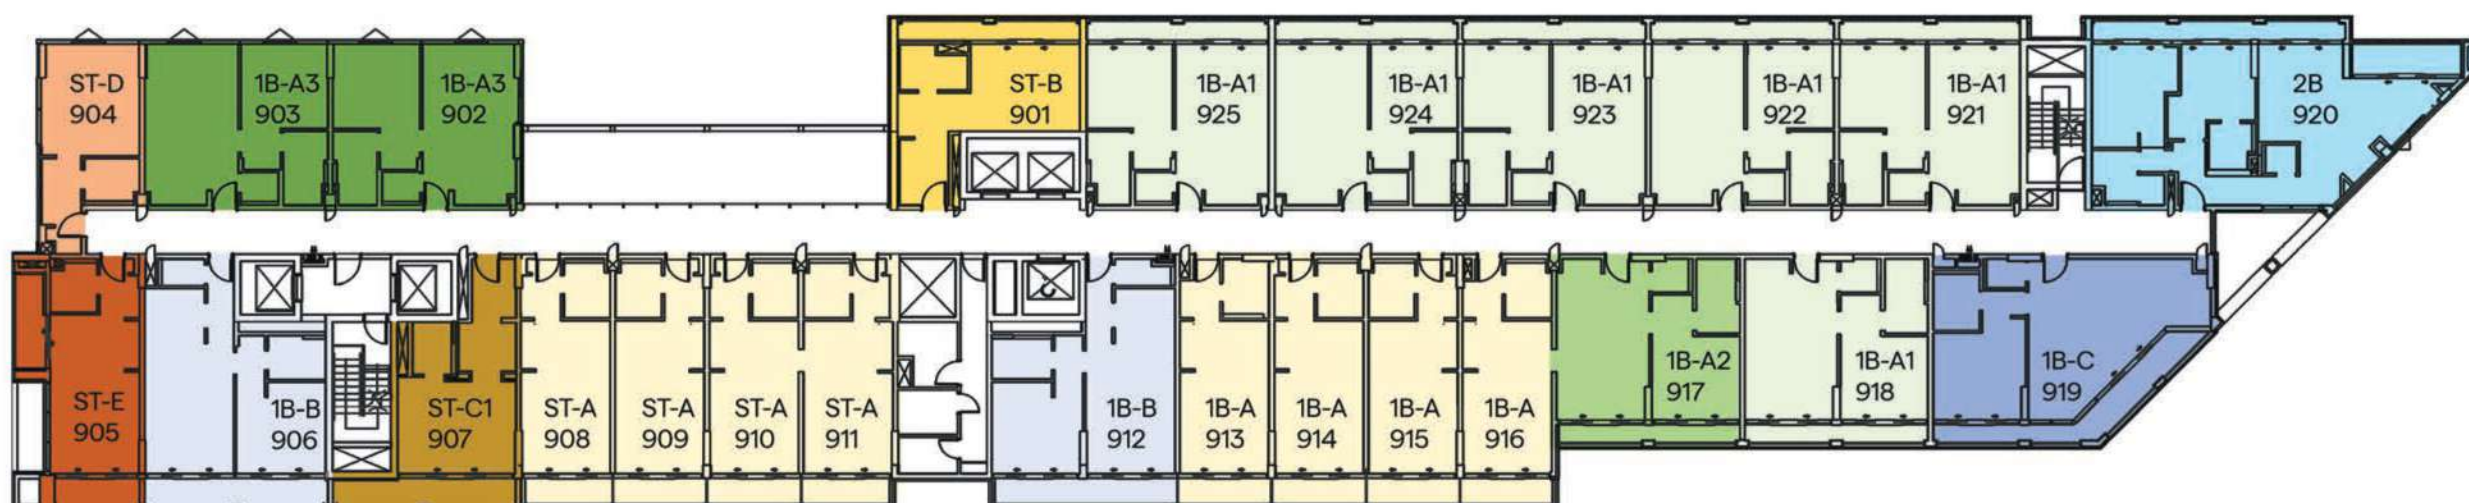 ST-D
904
1B-A3
903
1B-A3
902
ST-B
901
1B-A1
925
1B-A1
924
1B-A1
923
1B-A1
922
1B-A1
921
2B
920
ST-E
905
1B-B
906
ST-C1
907
ST-A
908
ST-A
909
ST-A
910
ST-A
911
1B-B
912
1B-A
913
1B-A
914
1B-A
915
1B-A
916
1B-A2
917
1B-A1
918
1B-C
919